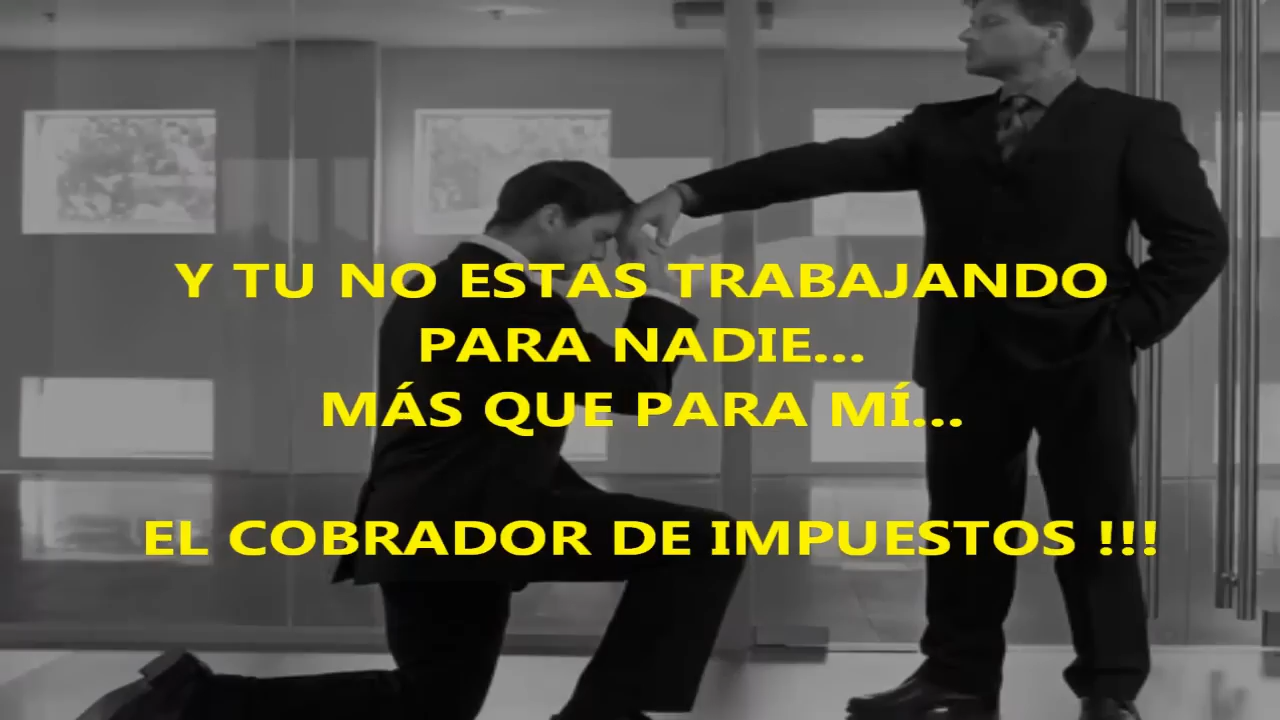 Y TU NO ESTAS TRABAJANDO
PARA NADIE...
MÁS QUE PARA MÍ...
EL COBRADOR DE IMPUESTOS !!!